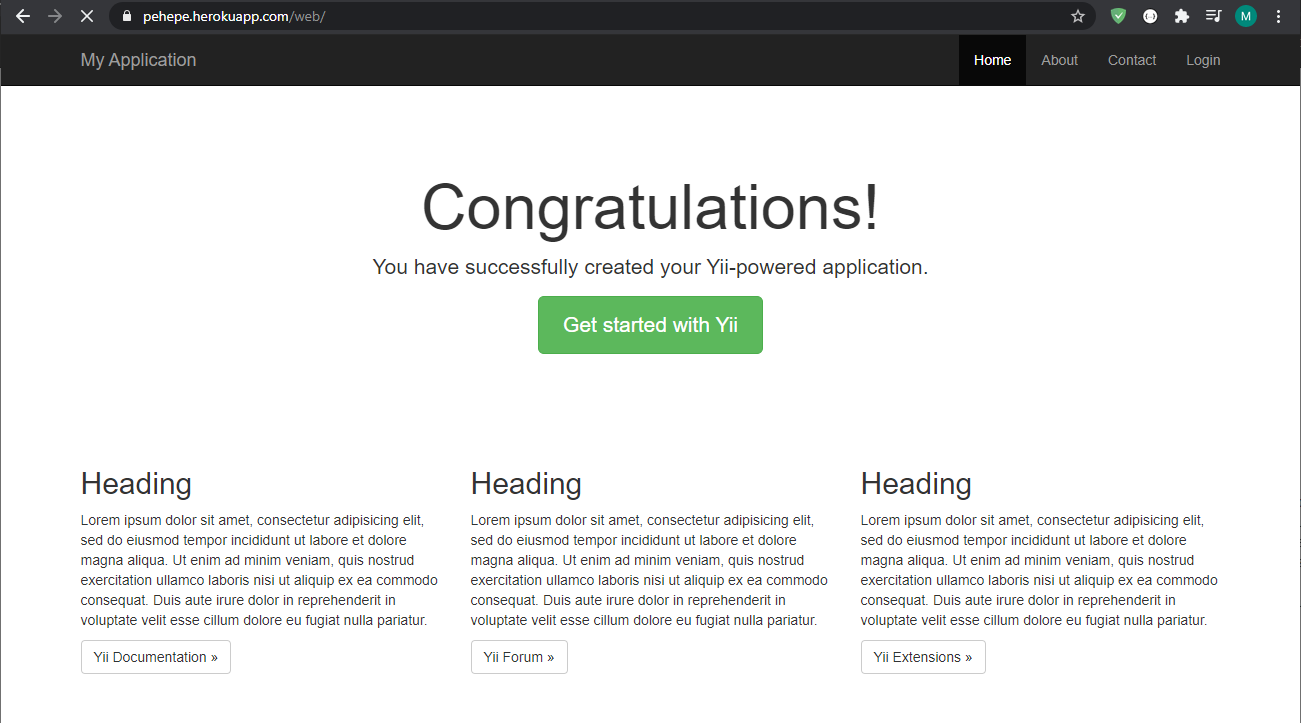 pehepe.herokuapp.com/web/
M
My Application
Home
About
Contact
Login
Congratulations!
You have successfully created your Yii-powered application.
Get started with Yii
Heading
Lorem ipsum dolor sit amet, consectetur adipisicing elit,
sed do eiusmod tempor incididunt ut labore et dolore
magna aliqua. Ut enim ad minim veniam, quis nostrud
exercitation ullamco laboris nisi ut aliquip ex ea commodo
consequat. Duis aute irure dolor in reprehenderit in
voluptate velit esse cillum dolore eu fugiat nulla pariatur.
Yii Documentation »
Heading
Lorem ipsum dolor sit amet, consectetur adipisicing elit,
sed do eiusmod tempor incididunt ut labore et dolore
magna aliqua. Ut enim ad minim veniam, quis nostrud
exercitation ullamco laboris nisi ut aliquip ex ea commodo
consequat. Duis aute irure dolor in reprehenderit in
voluptate velit esse cillum dolore eu fugiat nulla pariatur.
Yii Forum »
Heading
Lorem ipsum dolor sit amet, consectetur adipisicing elit,
sed do eiusmod tempor incididunt ut labore et dolore
magna aliqua. Ut enim ad minim veniam, quis nostrud
exercitation ullamco laboris nisi ut aliquip ex ea commodo
consequat. Duis aute irure dolor in reprehenderit in
voluptate velit esse cillum dolore eu fugiat nulla pariatur.
Yii Extensions »